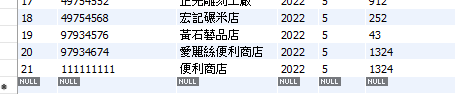 18 49754568 宏記碾米店 2022 5 252
19 97934576 黃石藝品店 2022 5 43
20 97934674 愛麗絲便利商店 2022 5 1324
21 111111111 便利商店 2022 5 1324
NULL NULL NULL NULL NULL NULL